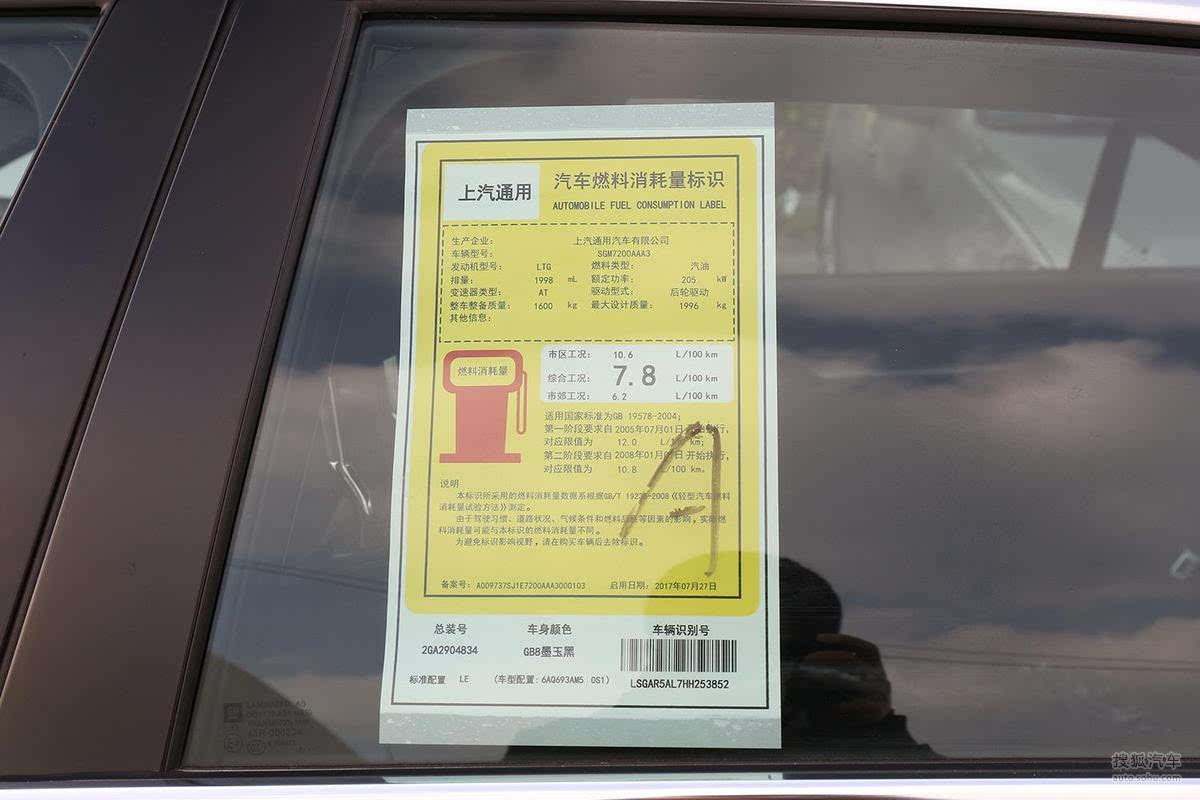 上汽通用
汽车燃料消耗量标识
AUTOMOBILE FUEL CONSUMPTION LABEL
生产企业: 上汽通用汽车有限公司
车辆型号: SGM7200AAA3
发动机型号: LTG 燃料类型: 汽油
排量: 1998 mL 额定功率: 205 kW
变速器类型: AT 驱动型式: 后轮驱动
整车整备质量: 1600 kg 最大设计质量: 1996 kg
其他信息:
燃料消耗量
市区工况: 10.6 L/100 km
综合工况: 7.8 L/100 km
市郊工况: 6.2 L/100 km
适用国家标准为GB 19578-2004;
第一阶段要求自2005年07月01日 开始执行,
对应限值为 12.0 L/100 km;
第二阶段要求自2008年01月01日 开始执行,
对应限值为 10.8 L/100 km。
A
说明
本标识所采用的燃料消耗量数据系根据GB/T 19233-2008《轻型汽车燃料
消耗量试验方法》测定。
由于驾驶习惯、道路状况、气候条件和燃料品质等因素的影响,实际燃
料消耗量可能与本标识的燃料消耗量不同。
为避免标识影响视野,请在购买车辆后去除标识。
备案号: A009737SJ1E7200AAA3000103 启用日期: 2017年07月27日
总装号 车身颜色 车辆识别号
2GA2904834 GB8墨玉黑
标准配置 LE (车型配置:6AQ693AM5 0S1) LSGAR5AL7HH253852
搜狐汽车
auto.sohu.com